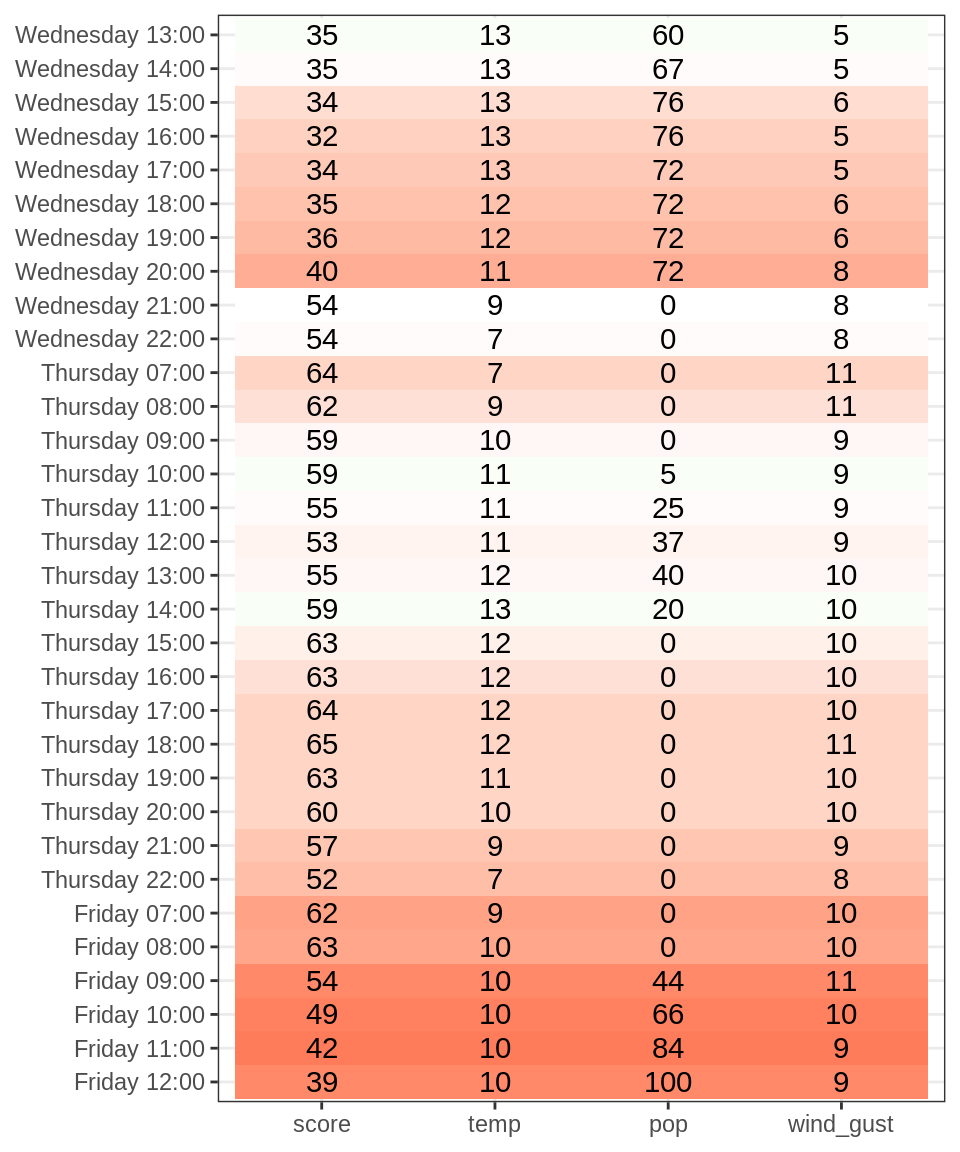 Wednesday 13:00 35 13 60 5
Wednesday 14:00 35 13 67 5
Wednesday 15:00 34 13 76 6
Wednesday 16:00 32 13 76 5
Wednesday 17:00 34 13 72 5
Wednesday 18:00 35 12 72 6
Wednesday 19:00 36 12 72 6
Wednesday 20:00 40 11 72 8
Wednesday 21:00 54 9 0 8
Wednesday 22:00 54 7 0 8
Thursday 07:00 64 7 0 11
Thursday 08:00 62 9 0 11
Thursday 09:00 59 10 0 9
Thursday 10:00 59 11 5 9
Thursday 11:00 55 11 25 9
Thursday 12:00 53 11 37 9
Thursday 13:00 55 12 40 10
Thursday 14:00 59 13 20 10
Thursday 15:00 63 12 0 10
Thursday 16:00 63 12 0 10
Thursday 17:00 64 12 0 10
Thursday 18:00 65 12 0 11
Thursday 19:00 63 11 0 10
Thursday 20:00 60 10 0 10
Thursday 21:00 57 9 0 9
Thursday 22:00 52 7 0 8
Friday 07:00 62 9 0 10
Friday 08:00 63 10 0 10
Friday 09:00 54 10 44 11
Friday 10:00 49 10 66 10
Friday 11:00 42 10 84 9
Friday 12:00 39 10 100 9
score temp pop wind_gust